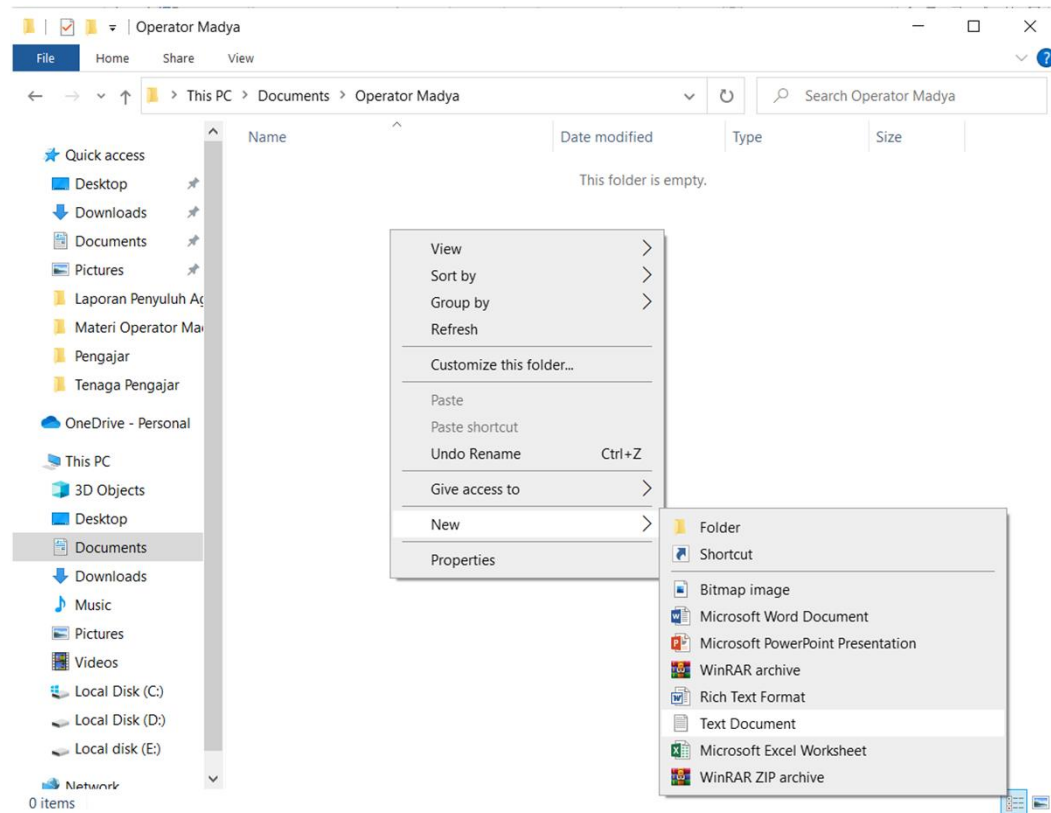 Operator Madya
File Home Share View
This PC > Documents > Operator Madya
Search Operator Madya
Name Date modified Type Size
This folder is empty.
Quick access
Desktop
Downloads
Documents
Pictures
Laporan Penyuluh Ag
Materi Operator Ma
Pengajar
Tenaga Pengajar
OneDrive - Personal
This PC
3D Objects
Desktop
Documents
Downloads
Music
Pictures
Videos
Local Disk (C:)
Local Disk (D:)
Local disk (E:)
Network
0 items
View
Sort by
Group by
Refresh
Customize this folder...
Paste
Paste shortcut
Undo Rename Ctrl+Z
Give access to
New
Properties
Folder
Shortcut
Bitmap image
Microsoft Word Document
Microsoft PowerPoint Presentation
WinRAR archive
Rich Text Format
Text Document
Microsoft Excel Worksheet
WinRAR ZIP archive